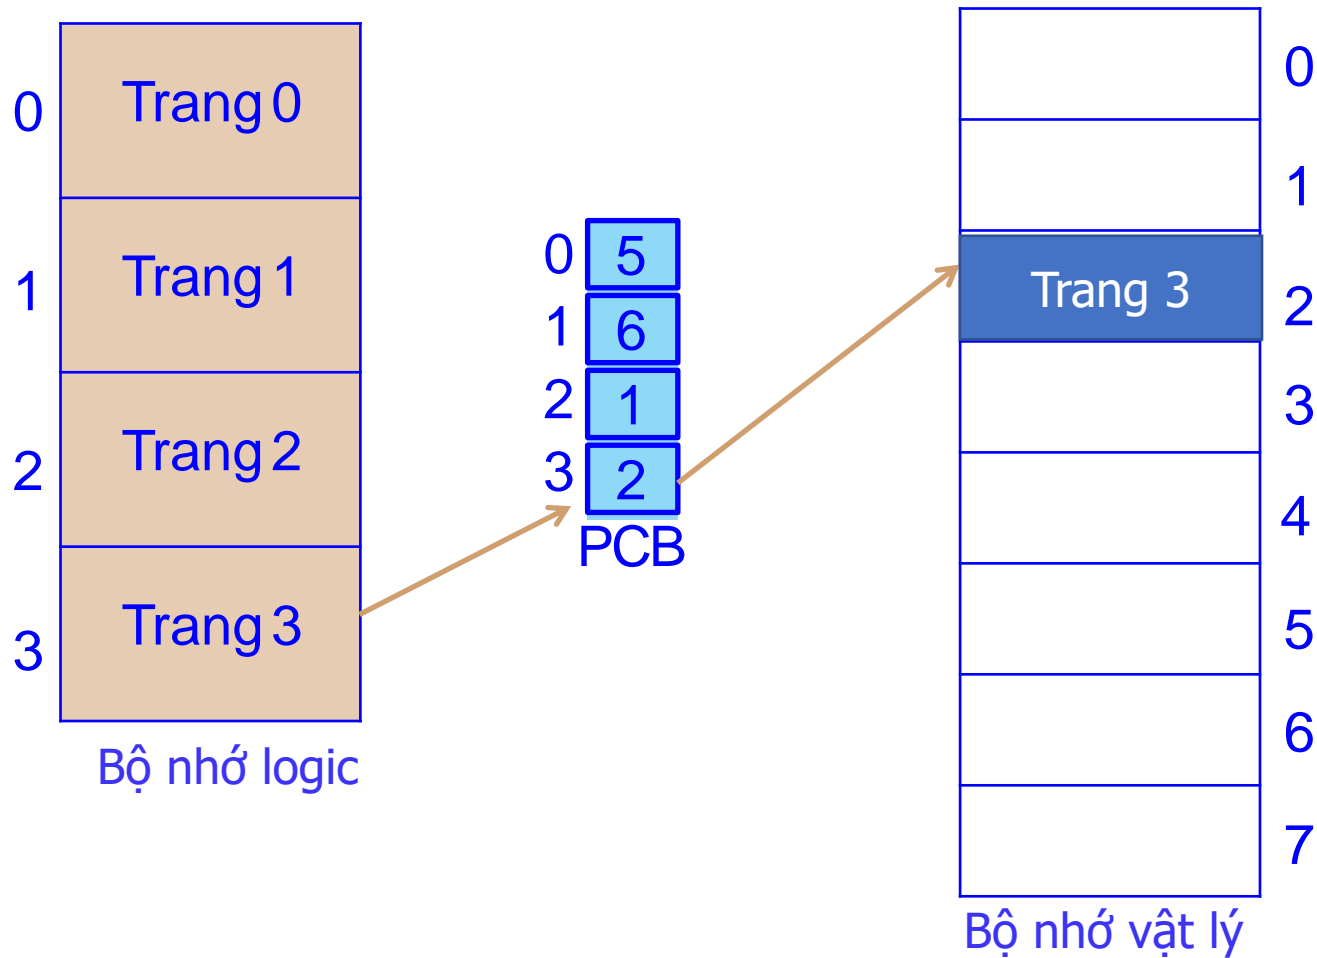 0 Trang 0
1 Trang 1
2 Trang 2
3 Trang 3
Bộ nhớ logic
0 5
1 6
2 1
3 2
PCB
0
1
Trang 3 2
3
4
5
6
7
Bộ nhớ vật lý